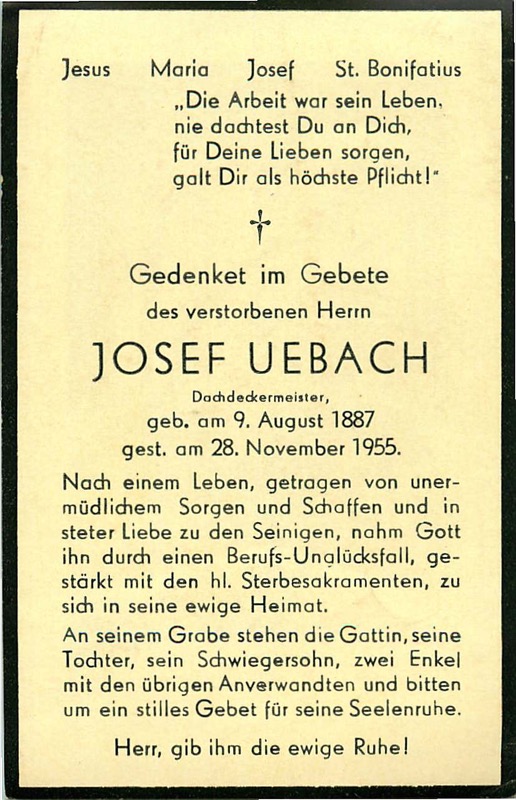 Jesus Maria Josef St. Bonifatius
„Die Arbeit war sein Leben,
nie dachtest Du an Dich,
für Deine Lieben sorgen,
galt Dir als höchste Pflicht!"
Gedenket im Gebete
des verstorbenen Herrn
JOSEF UEBACH
Dachdeckermeister,
geb. am 9. August 1887
gest. am 28. November 1955.
Nach einem Leben, getragen von uner-
müdlichem Sorgen und Schaffen und in
steter Liebe zu den Seinigen, nahm Gott
ihn durch einen Berufs-Unglücksfall, ge-
stärkt mit den hl. Sterbesakramenten, zu
sich in seine ewige Heimat.
An seinem Grabe stehen die Gattin, seine
Tochter, sein Schwiegersohn, zwei Enkel
mit den übrigen Anverwandten und bitten
um ein stilles Gebet für seine Seelenruhe.
Herr, gib ihm die ewige Ruhe!